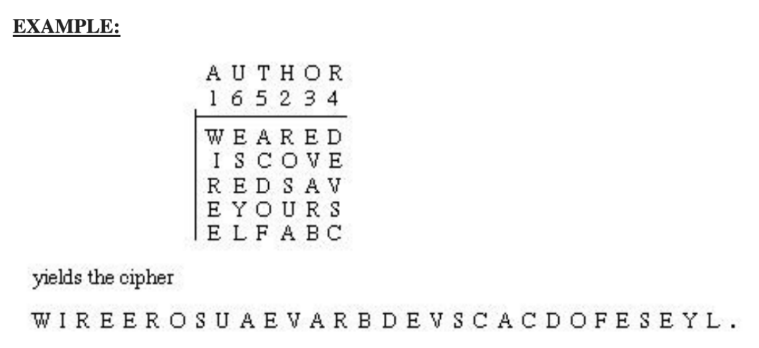 EXAMPLE:
A U T H O R
1 6 5 2 3 4
W E A R E D
I S C O V E
R E D S A V
E Y O U R S
E L F A B C
yields the cipher
W I R E E R O S U A E V A R B D E V S C A C D O F E S E Y L .